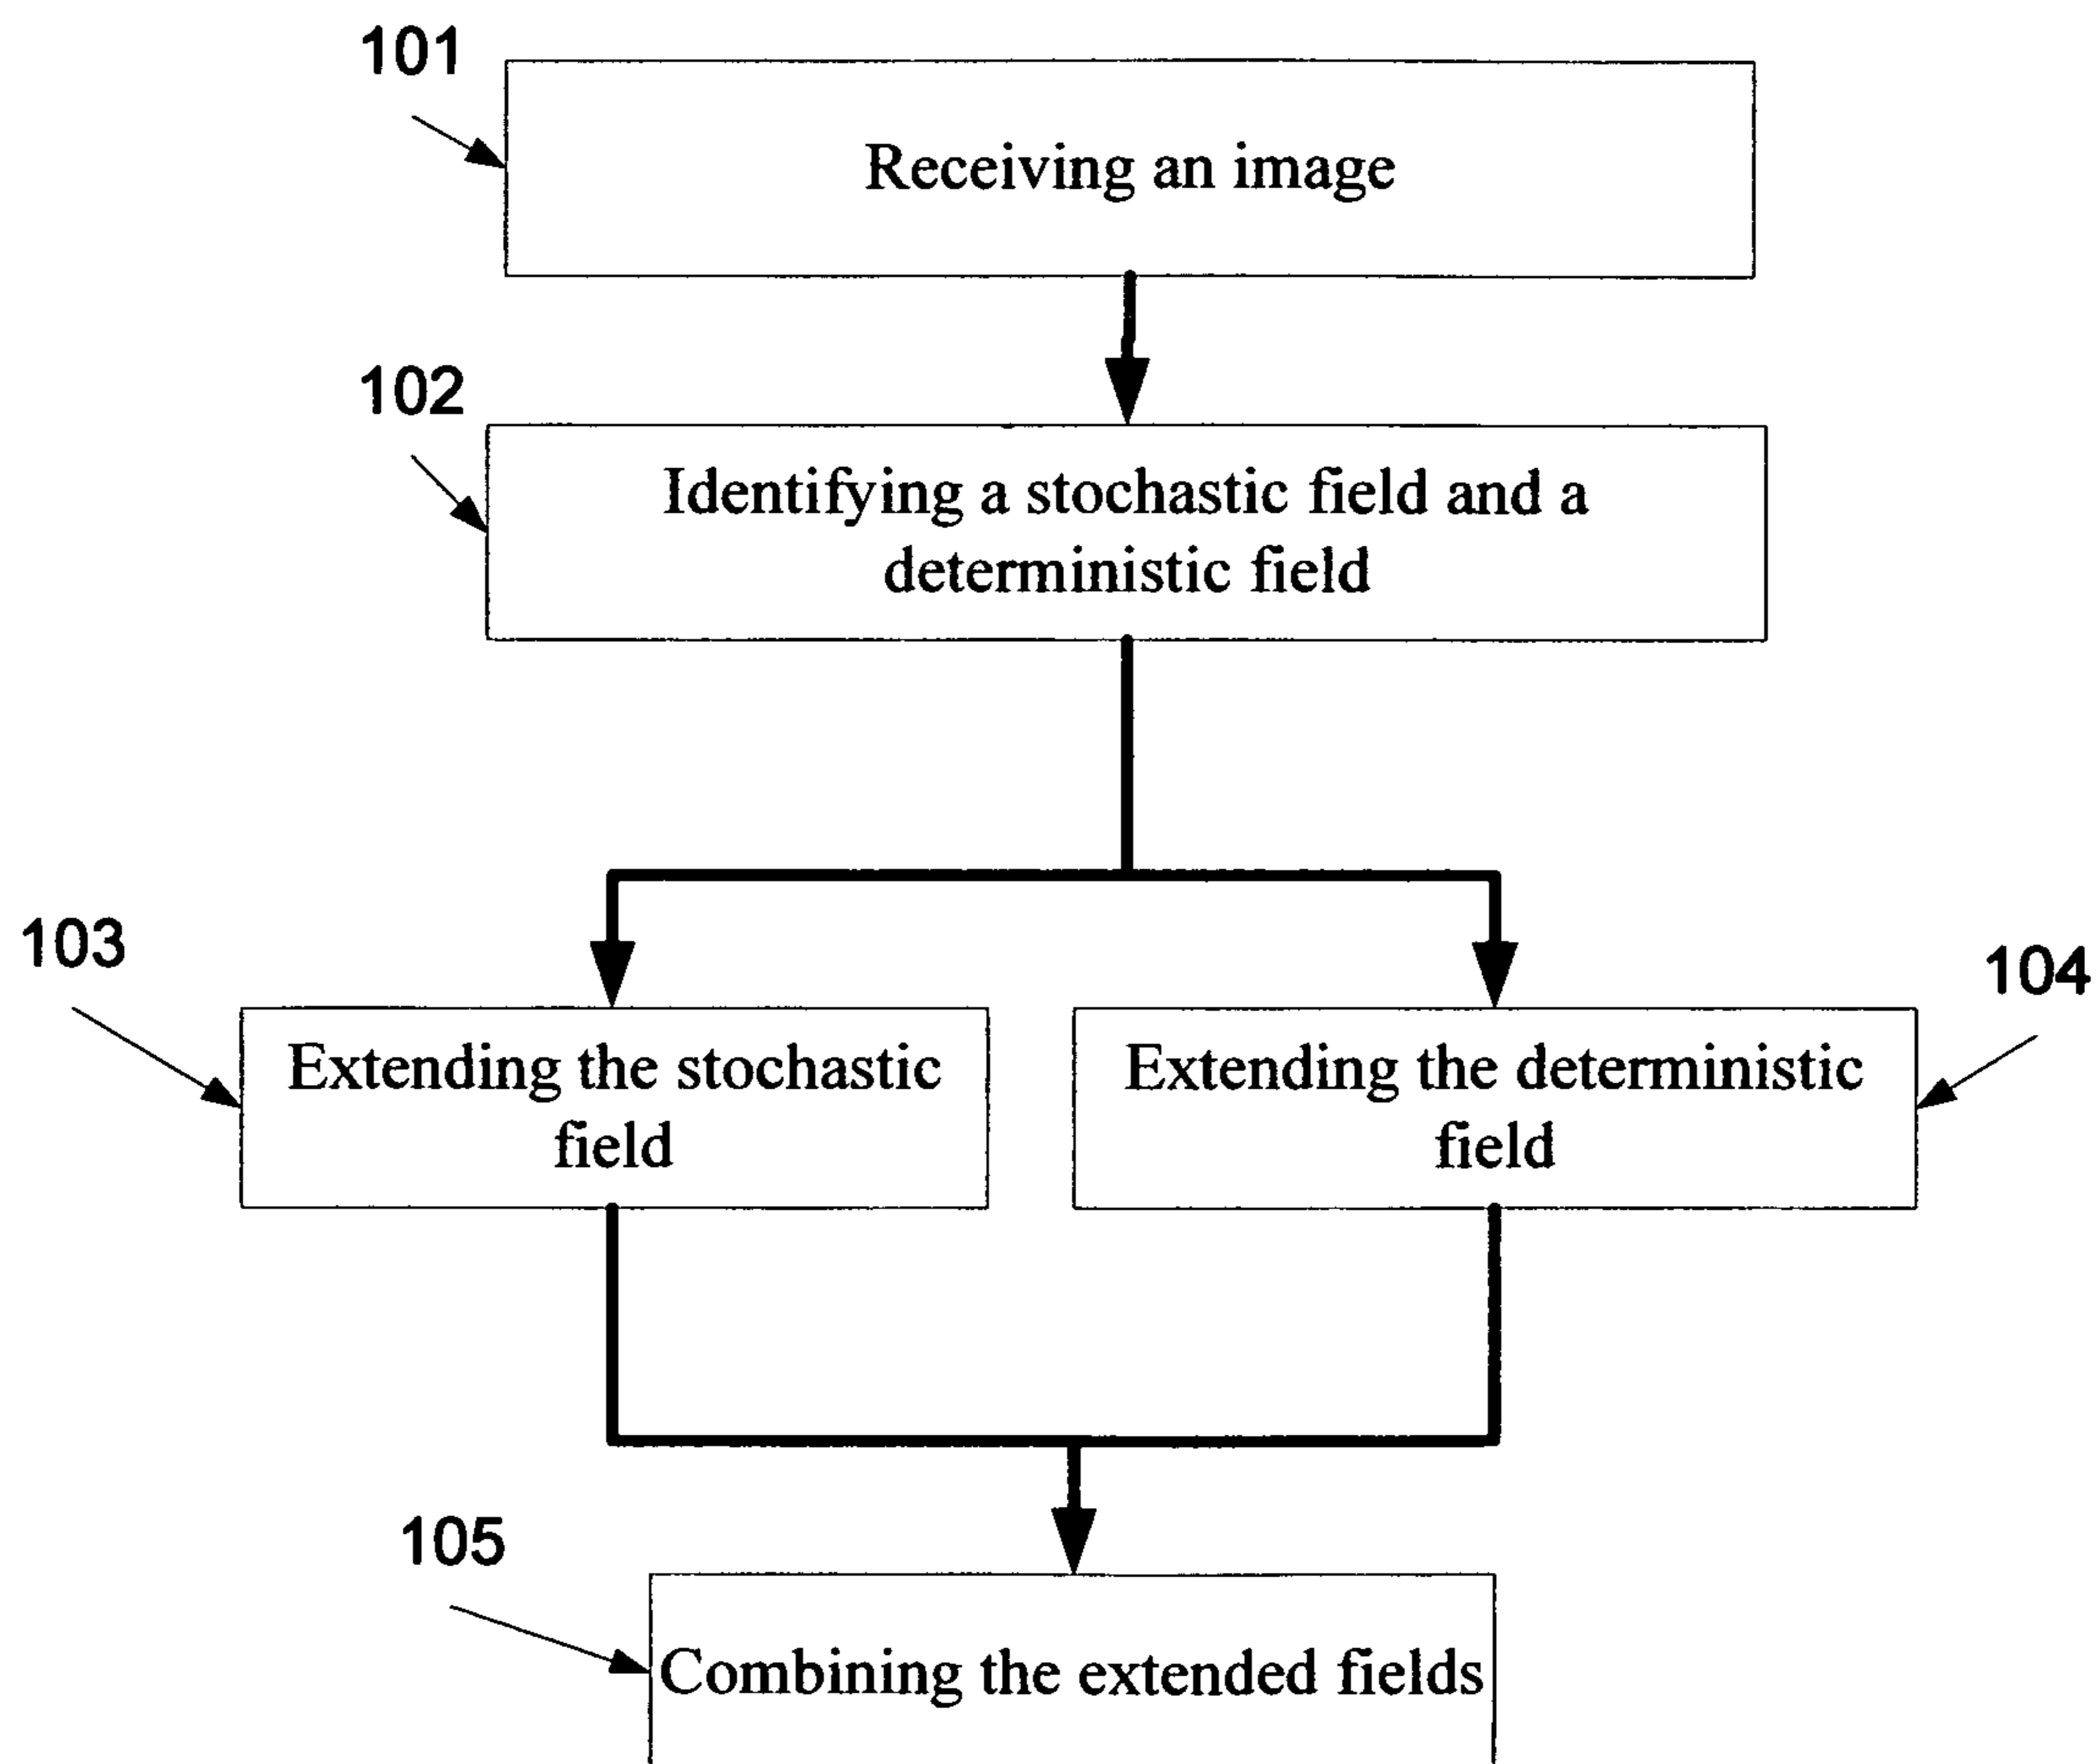 101
Receiving an image
102
Identifying a stochastic field and a
deterministic field
103
104
Extending the stochastic
field
Extending the deterministic
field
105
Combining the extended fields